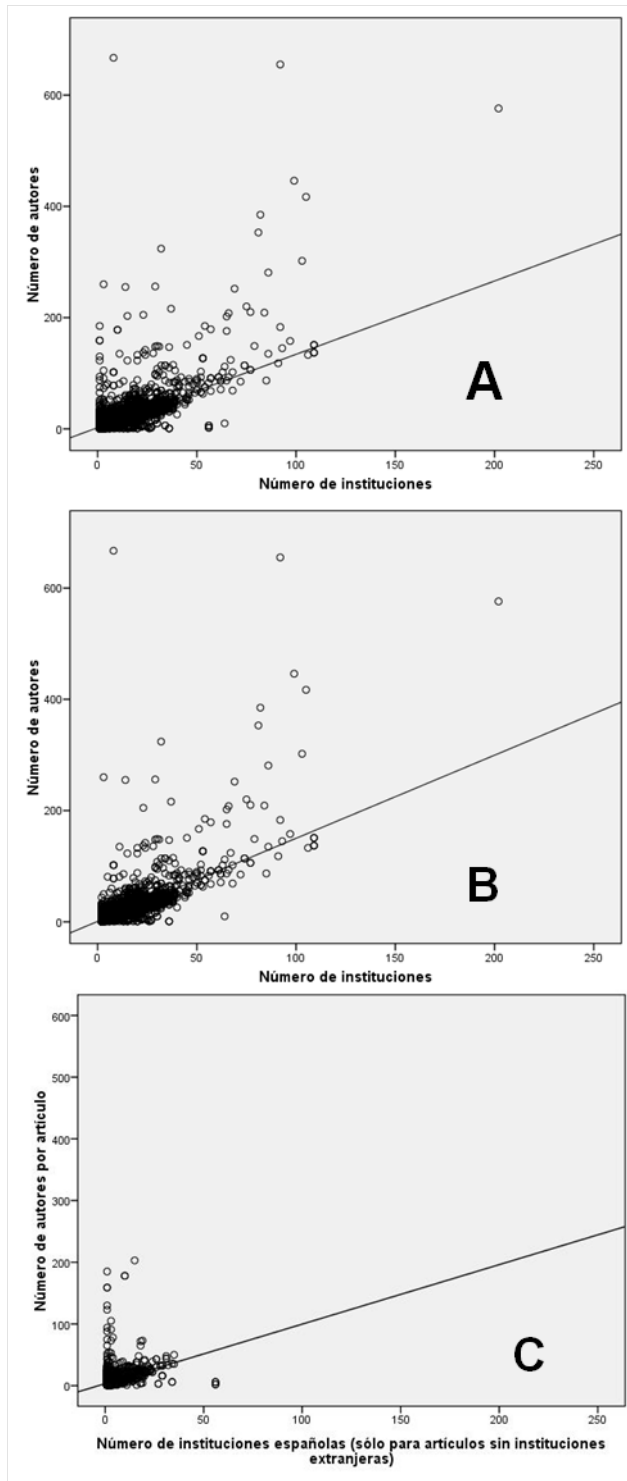 Número de autores
600
400
200
0
A
0 50 100 150 200 250
Número de instituciones
Número de autores
600
400
200
0
B
0 50 100 150 200 250
Número de instituciones
Número de autores por artículo
600
500
400
300
200
100
0
C
0 50 100 150 200 250
Número de instituciones españolas (sólo para artículos sin instituciones
extranjeras)